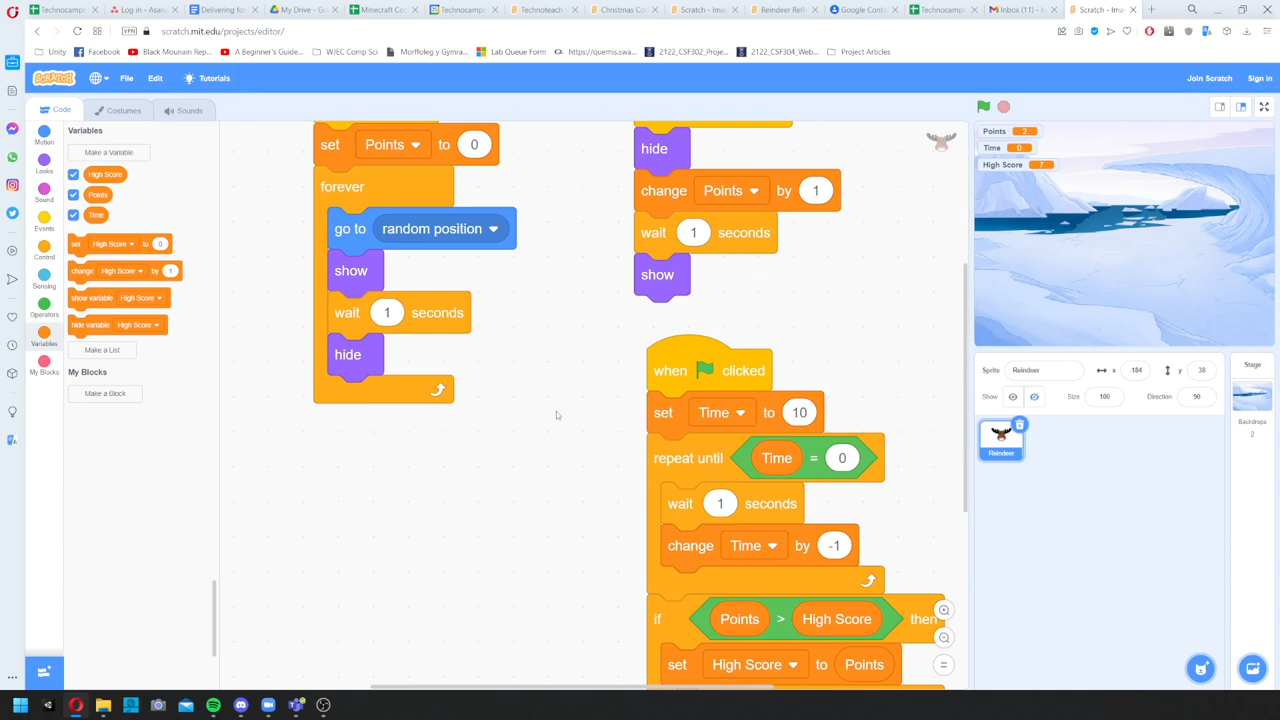 Technocamps
Log in - Asan
Delivering for
My Drive - Go
Minecraft Co
Technocamp
Technoteach S
Christmas Co
Scratch - Ima
Reindeer Refle
Google Conta
Technocamp
Inbox (11) - l
Scratch - Ima
VPN
scratch.mit.edu/projects/editor/
Unity
Facebook
Black Mounain Rep...
A Beginner's Guide...
WJEC Comp Sci
Morffoleg y Gymra...
Lab Queue Form
https://quemis.swa...
2122_CSF302_Proje...
2122_CSF304_Web...
Project Articles
SCRATCH
File
Edit
Tutorials
Join Scratch
Sign in
Code
Costumes
Sounds
Motion
Looks
Sound
Events
Control
Sensing
Operators
Variables
My Blocks
Variables
Make a Variable
High Score
Points
Time
set High Score to 0
change High Score by 1
show variable High Score
hide variable High Score
Make a List
My Blocks
Make a Block
set Points to 0
forever
go to random position
show
wait 1 seconds
hide
hide
change Points by 1
wait 1 seconds
show
when clicked
set Time to 10
repeat until Time = 0
wait 1 seconds
change Time by -1
if Points > High Score then
set High Score to Points
Points 2
Time 0
High Score 7
Sprite Reindeer x -184 y 38
Show Size 100 Direction 90
Reindeer
Stage
Backdrops
2